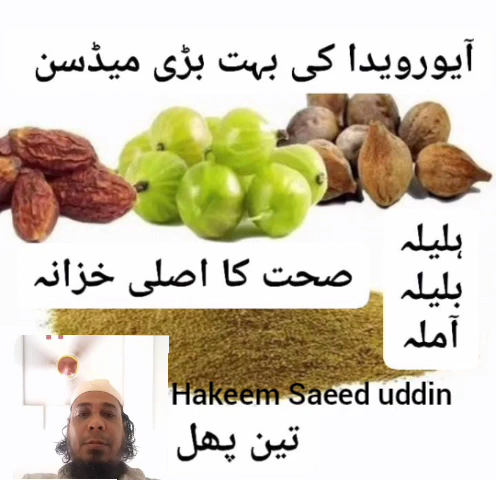 آیورویدا کی بہت بڑی میڈسن
ہلیلہ
بلیلہ
آملہ
صحت کا اصلی خزانہ
Hakeem Saeed uddin
تین پھل